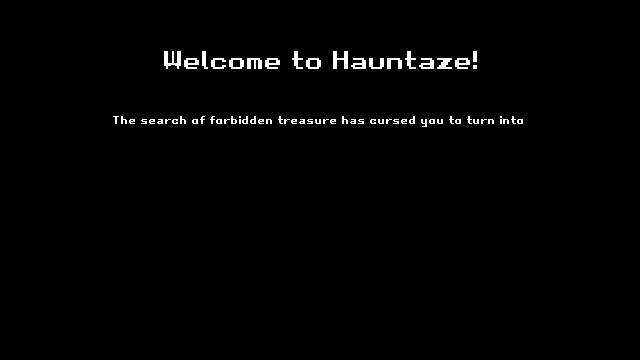 Welcome to Hauntaze!
The search of forbidden treasure has cursed you to turn into